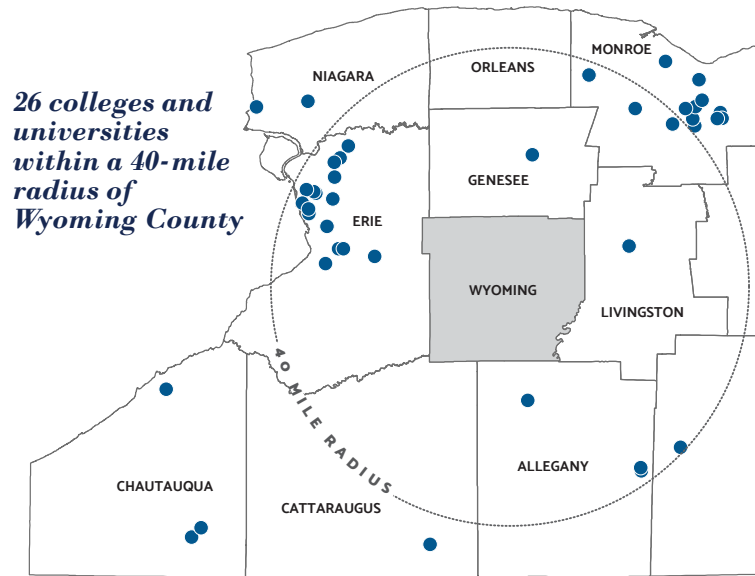 26 colleges and
universities
within a 40-mile
radius of
Wyoming County
NIAGARA
ORLEANS
MONROE
GENESEE
ERIE
WYOMING
LIVINGSTON
40 MILE RADIUS
ALLEGANY
CHAUTAUQUA
CATTARAUGUS